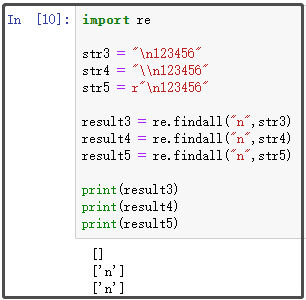 In [10]: import re
str3 = "\n123456"
str4 = "\\n123456"
str5 = r"\n123456"
result3 = re.findall("n",str3)
result4 = re.findall("n",str4)
result5 = re.findall("n",str5)
print(result3)
print(result4)
print(result5)
[]
['n']
['n']